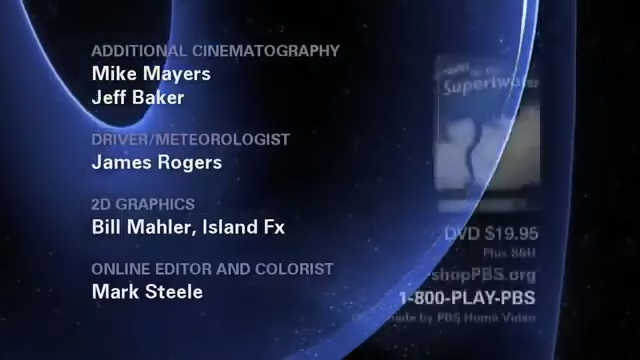 ADDITIONAL CINEMATOGRAPHY
Mike Mayers
Jeff Baker
DRIVER/METEOROLOGIST
James Rogers
2D GRAPHICS
Bill Mahler, Island Fx
ONLINE EDITOR AND COLORIST
Mark Steele
DVD $19.95
Plus S&H
shopPBS.org
1-800-PLAY-PBS
made by PBS Home Video